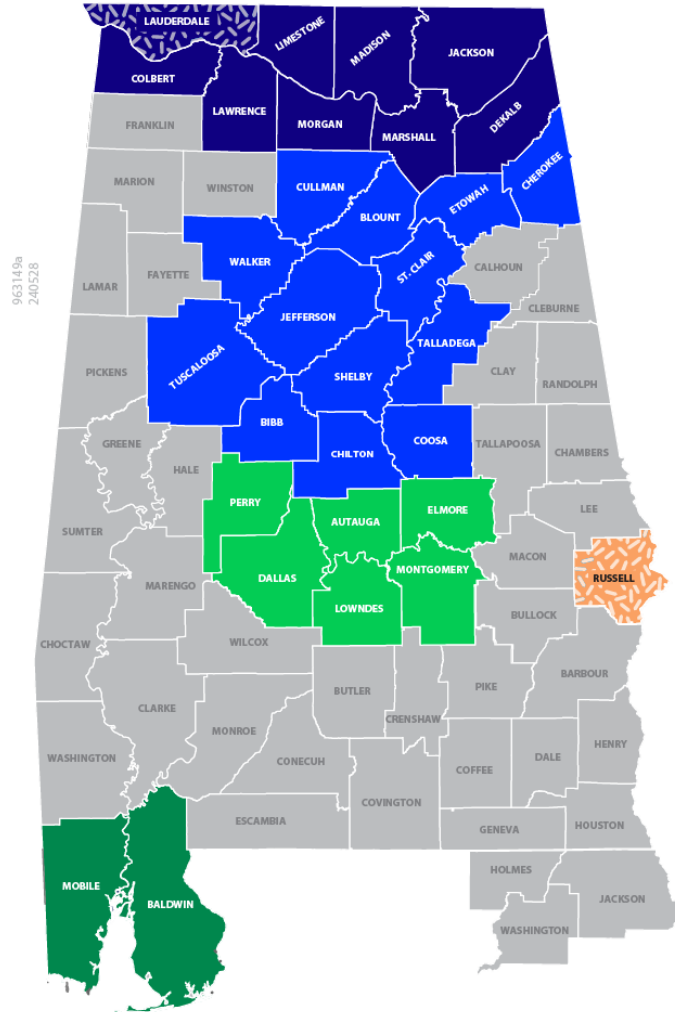 LAUDERDALE
LIMESTONE
MADISON
JACKSON
COLBERT
LAWRENCE
MORGAN
MARSHALL
DEKALB
FRANKLIN
MARION
WINSTON
CULLMAN
BLOUNT
ETOWAH
CHEROKEE
963149a
240528
LAMAR
FAYETTE
WALKER
ST. CLAIR
CALHOUN
CLEBURNE
JEFFERSON
TALLADEGA
PICKENS
TUSCALOOSA
SHELBY
CLAY
RANDOLPH
GREENE
HALE
BIBB
CHILTON
COOSA
TALLAPOOSA
CHAMBERS
SUMTER
PERRY
AUTAUGA
ELMORE
LEE
MARENGO
DALLAS
LOWNDES
MONTGOMERY
MACON
RUSSELL
BULLOCK
CHOCTAW
WILCOX
BUTLER
CRENSHAW
PIKE
BARBOUR
CLARKE
MONROE
CONECUH
WASHINGTON
COVINGTON
COFFEE
DALE
HENRY
ESCAMBIA
GENEVA
HOUSTON
MOBILE
BALDWIN
HOLMES
JACKSON
WASHINGTON